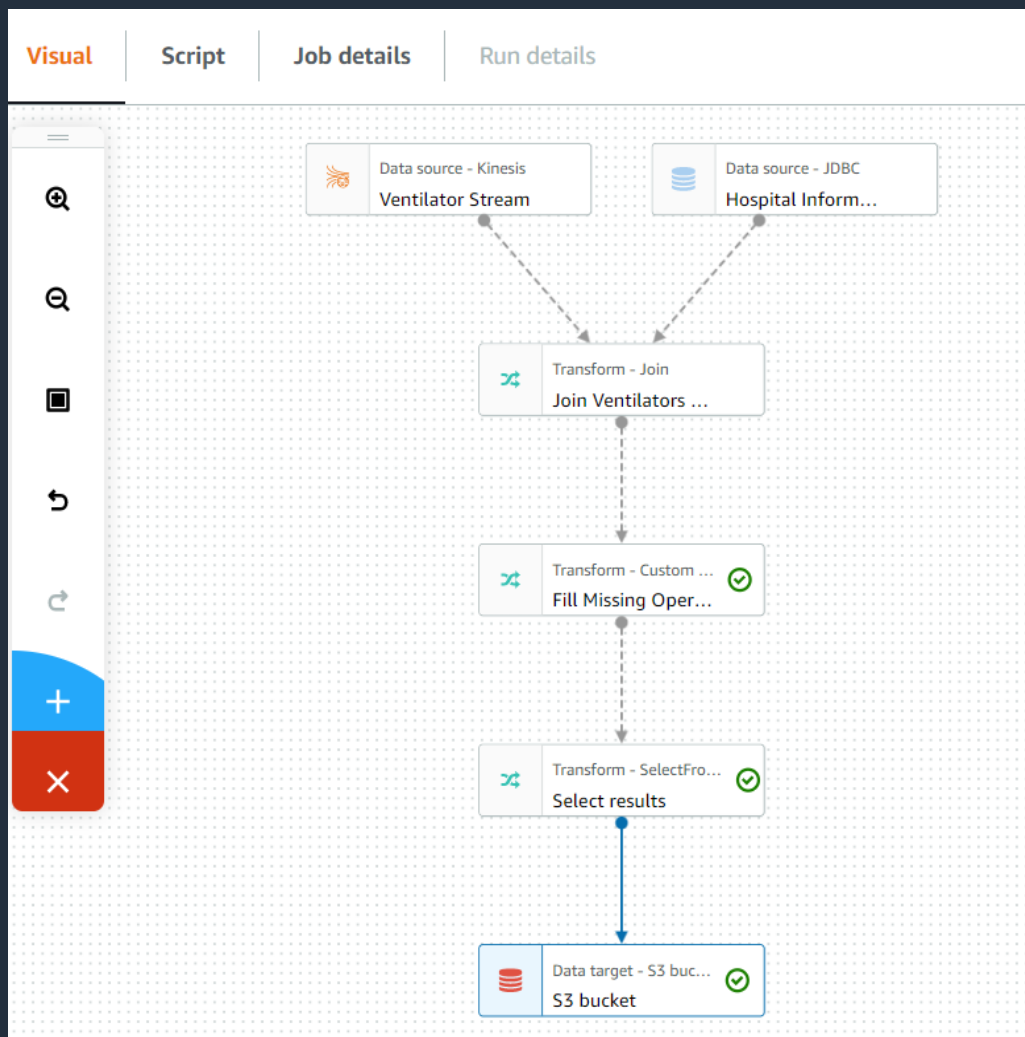 Visual
Script
Job details
Run details
Data source - Kinesis
Ventilator Stream
Data source - JDBC
Hospital Inform...
Transform - Join
Join Ventilators ...
Transform - Custom ...
Fill Missing Oper...
Transform - SelectFro...
Select results
Data target - S3 buc...
S3 bucket